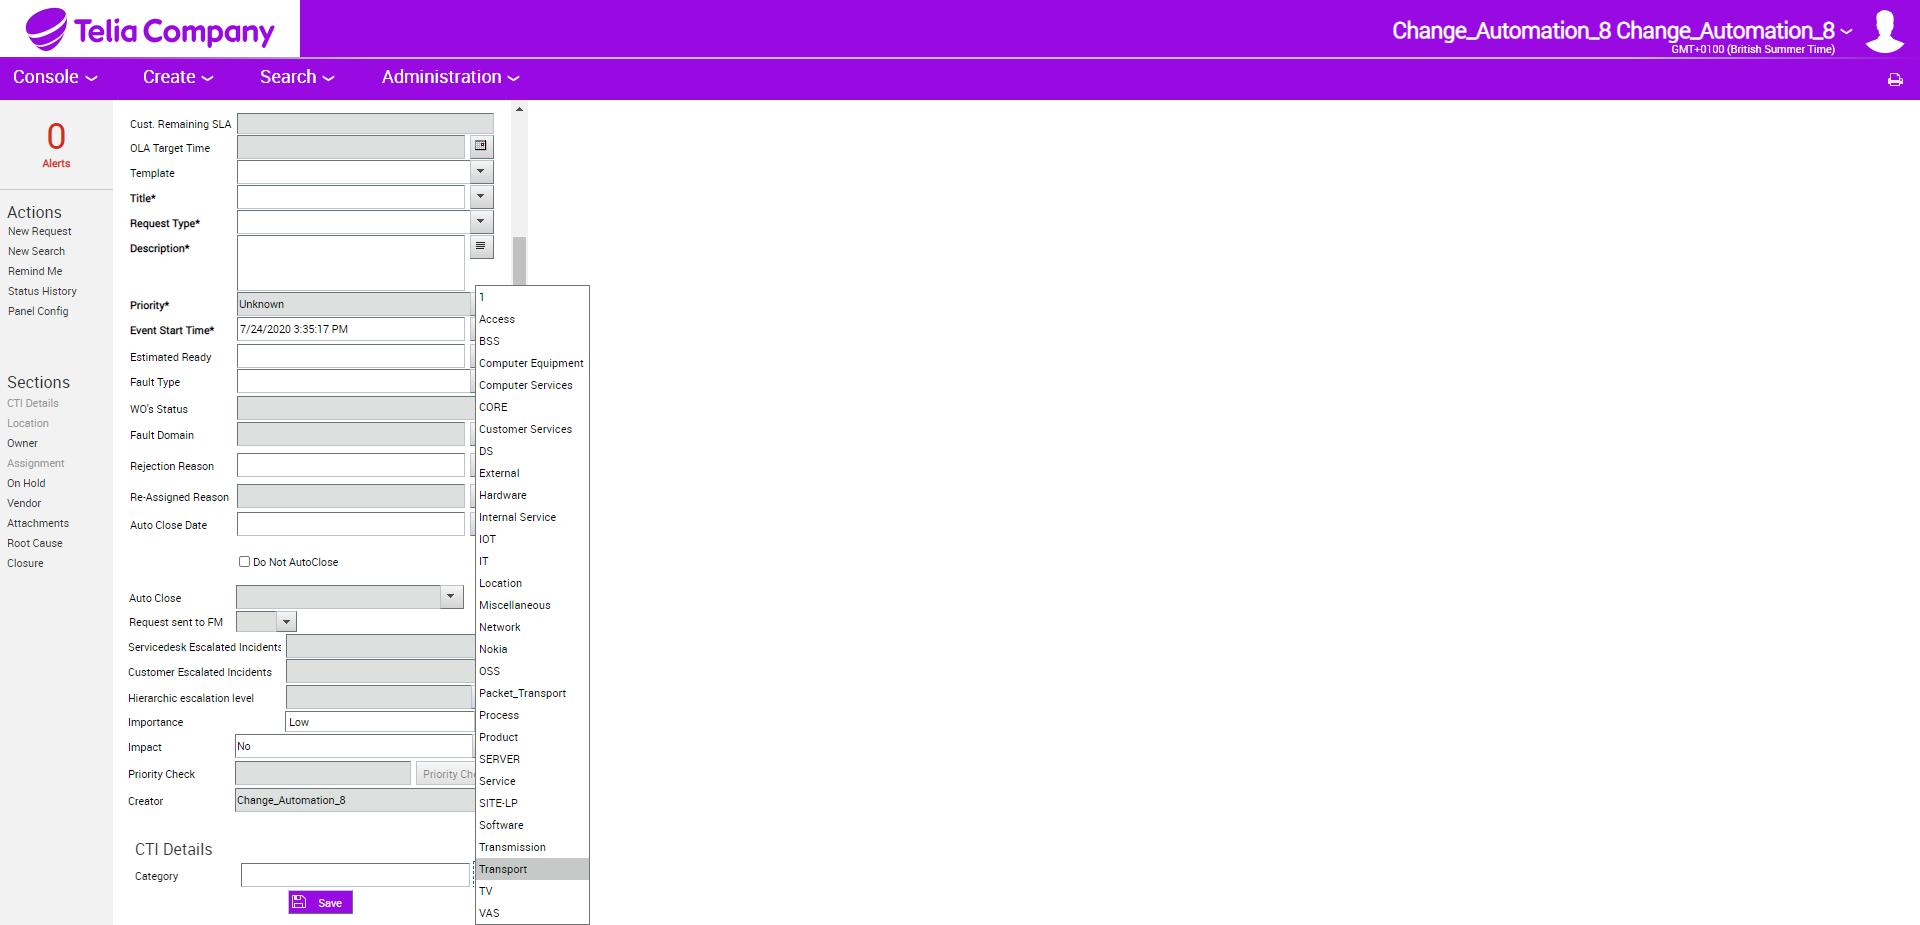 Telia Company
Change_Automation_8 Change_Automation_8
GMT+0100 (British Summer Time)
Console
Create
Search
Administration
0
Alerts
Actions
New Request
New Search
Remind Me
Status History
Panel Config
Sections
CTI Details
Location
Owner
Assignment
On Hold
Vendor
Attachments
Root Cause
Closure
Cust. Remaining SLA
OLA Target Time
Template
Title*
Request Type*
Description*
Priority* Unknown
Event Start Time* 7/24/2020 3:35:17 PM
Estimated Ready
Fault Type
WO's Status
Fault Domain
Rejection Reason
Re-Assigned Reason
Auto Close Date
Do Not AutoClose
Auto Close
Request sent to FM
Servicedesk Escalated Incidents
Customer Escalated Incidents
Hierarchic escalation level
Importance Low
Impact No
Priority Check Priority Che
Creator Change_Automation_8
CTI Details
Category
Save
1
Access
BSS
Computer Equipment
Computer Services
CORE
Customer Services
DS
External
Hardware
Internal Service
IOT
IT
Location
Miscellaneous
Network
Nokia
OSS
Packet_Transport
Process
Product
SERVER
Service
SITE-LP
Software
Transmission
Transport
TV
VAS